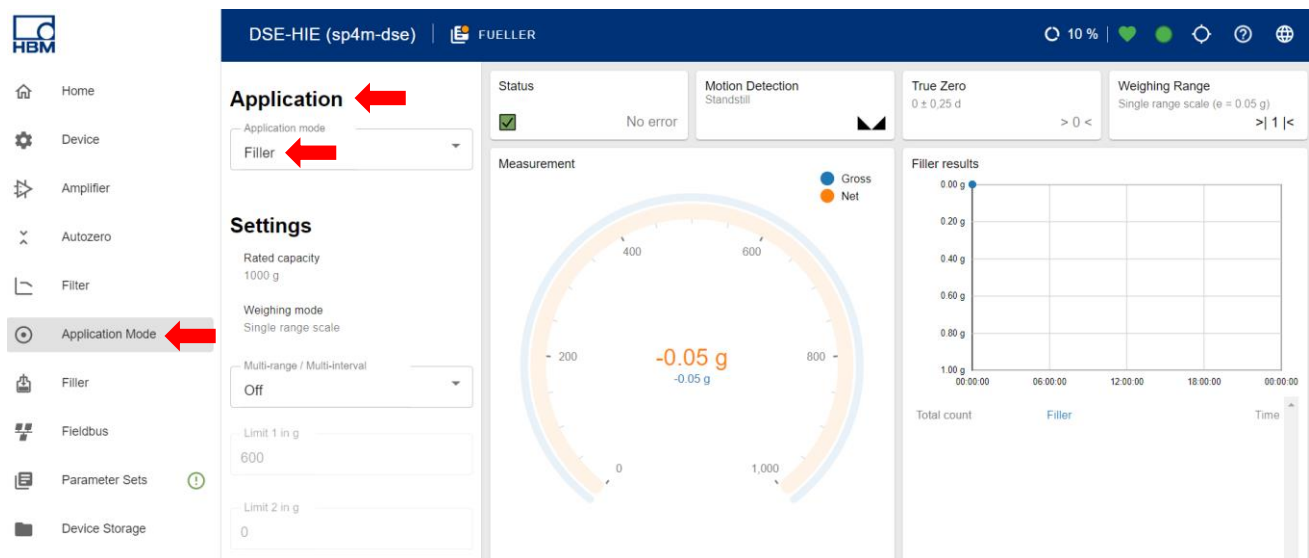 HBM
DSE-HIE (sp4m-dse)
FUELLER
10 %
Home
Device
Amplifier
Autozero
Filter
Application Mode
Filler
Fieldbus
Parameter Sets
Device Storage
Application
Application mode
Filler
Settings
Rated capacity
1000 g
Weighing mode
Single range scale
Multi-range / Multi-interval
Off
Limit 1 in g
600
Limit 2 in g
0
Status
No error
Motion Detection
Standstill
True Zero
0 ± 0,25 d
> 0 <
Weighing Range
Single range scale (e = 0.05 g)
>| 1 |<
Measurement
Gross
Net
400
600
200
800
-0.05 g
-0.05 g
0
1,000
Filler results
0.00 g
0.20 g
0.40 g
0.60 g
0.80 g
1.00 g
00:00:00
06:00:00
12:00:00
18:00:00
00:00:00
Total count
Filler
Time